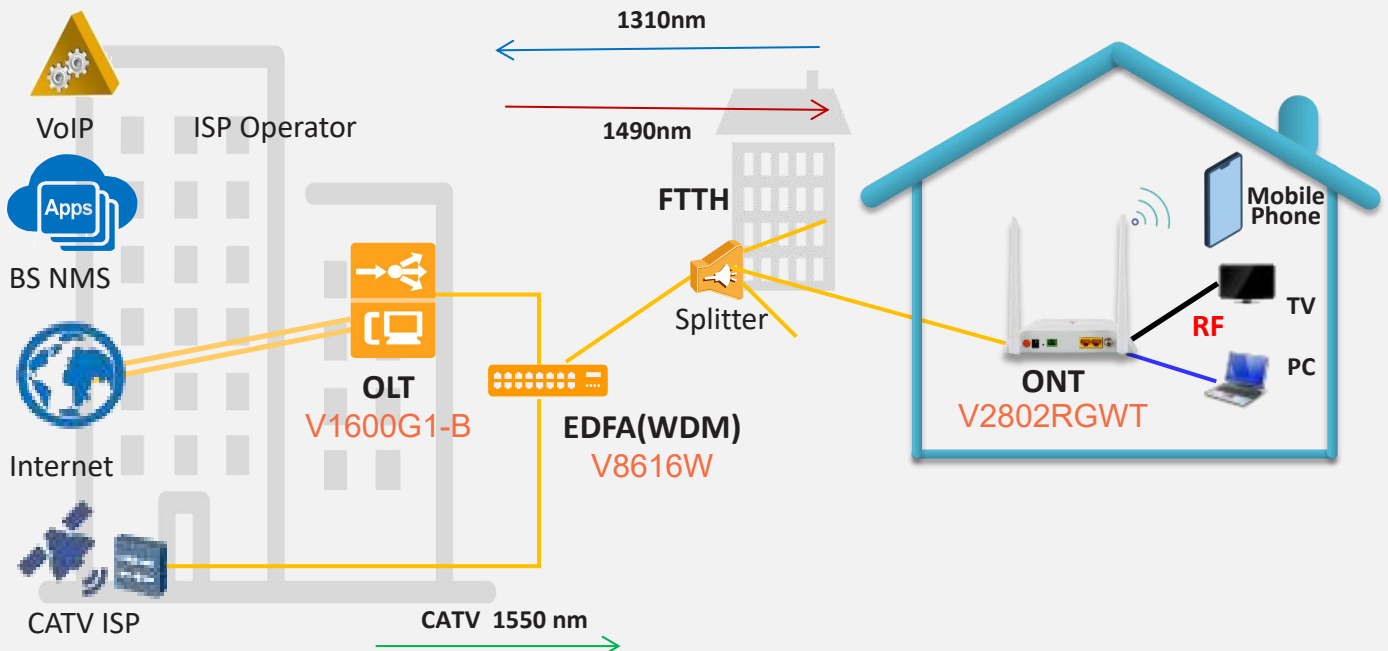 1310nm
1490nm
VoIP
ISP Operator
Apps
BS NMS
FTTH
Mobile
Phone
Splitter
TV
RF
PC
OLT
V1600G1-B
EDFA(WDM)
V8616W
ONT
V2802RGWT
Internet
CATV ISP
CATV 1550 nm